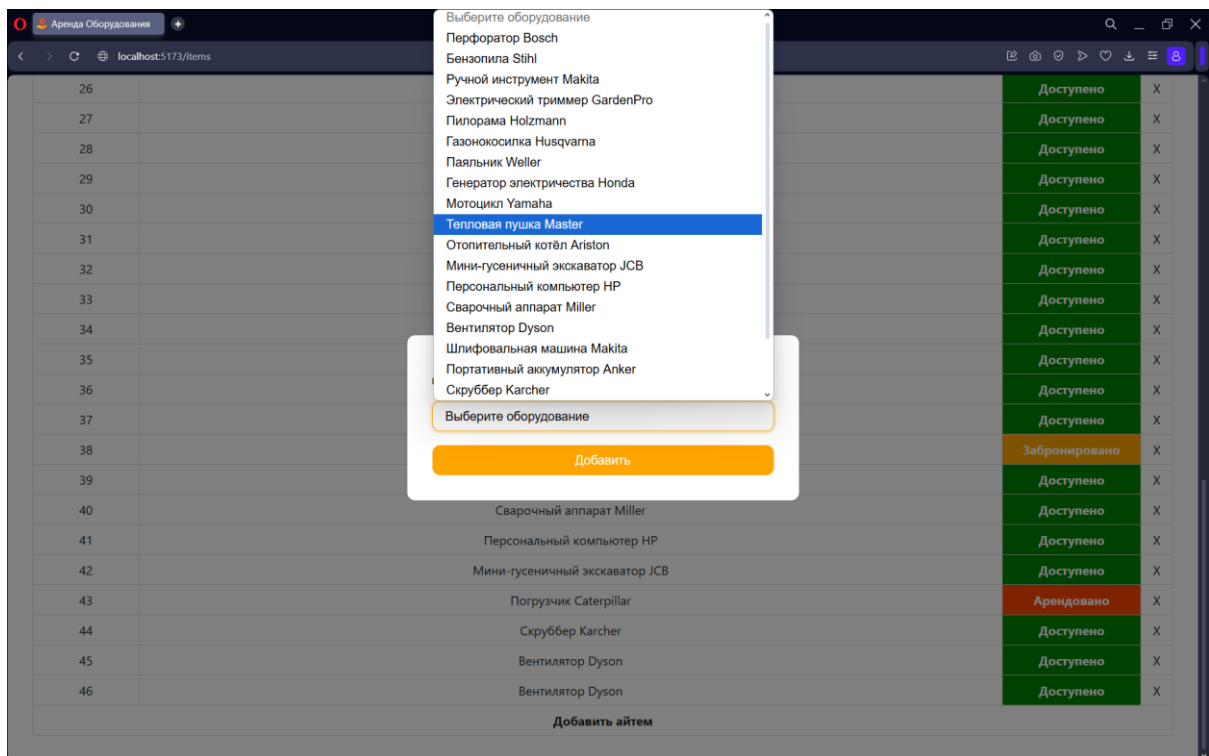 Аренда Оборудования
localhost:5173/items
Выберите оборудование
Перфоратор Bosch
Бензопила Stihl
Ручной инструмент Makita
Электрический триммер GardenPro
Пилорама Holzmann
Газонокосилка Husqvarna
Паяльник Weller
Генератор электричества Honda
Мотоцикл Yamaha
Тепловая пушка Master
Отопительный котёл Ariston
Мини-гусеничный экскаватор JCB
Персональный компьютер HP
Сварочный аппарат Miller
Вентилятор Dyson
Шлифовальная машина Makita
Портативный аккумулятор Anker
Скруббер Karcher
Выберите оборудование
Добавить
26 Доступено X
27 Доступено X
28 Доступено X
29 Доступено X
30 Доступено X
31 Доступено X
32 Доступено X
33 Доступено X
34 Доступено X
35 Доступено X
36 Доступено X
37 Доступено X
38 Забронировано X
39 Доступено X
40 Сварочный аппарат Miller Доступено X
41 Персональный компьютер HP Доступено X
42 Мини-гусеничный экскаватор JCB Доступено X
43 Погрузчик Caterpillar Арендовано X
44 Скруббер Karcher Доступено X
45 Вентилятор Dyson Доступено X
46 Вентилятор Dyson Доступено X
Добавить айтем